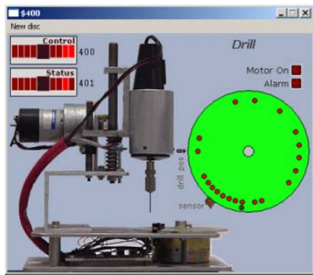 $400
New disc
Control
400
Status
401
Drill
Motor On
Alarm
drill pos
sensor